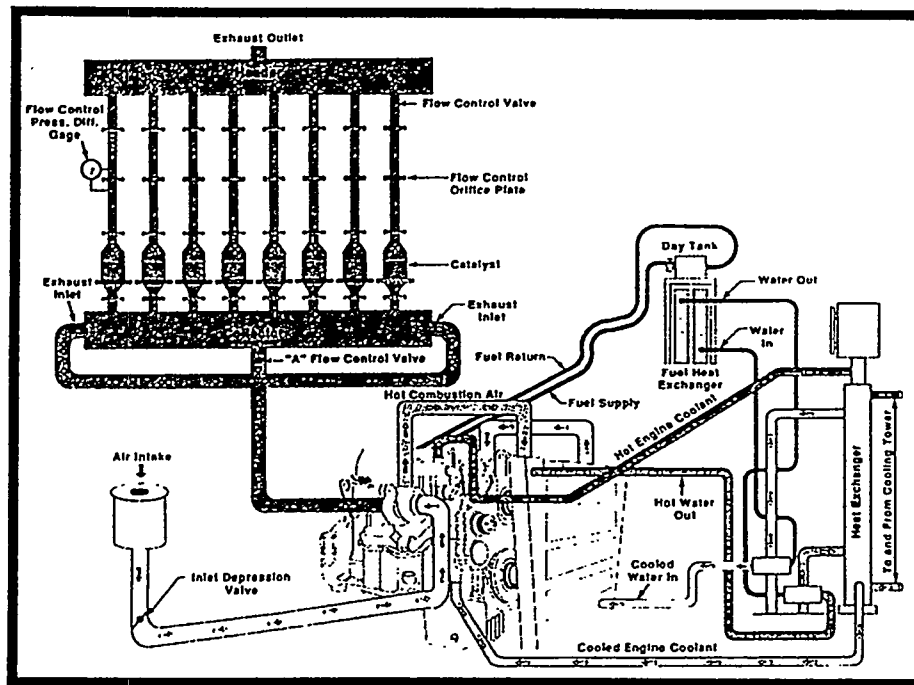 Exhaust Outlet
Flow Control
Press. Diff.
Gage
Flow Control Valve
Flow Control
Orifice Plate
Catalyst
Exhaust
Inlet
Exhaust
Inlet
"A" Flow Control Valve
Day Tank
Water Out
Water
In
Fuel Heat
Exchanger
Fuel Return
Fuel Supply
Hot Combustion Air
Hot Engine Coolant
Air Intake
Hot Water
Out
Heat Exchanger
To and From Cooling Tower
Inlet Depression
Valve
Cooled
Water In
Cooled Engine Coolant